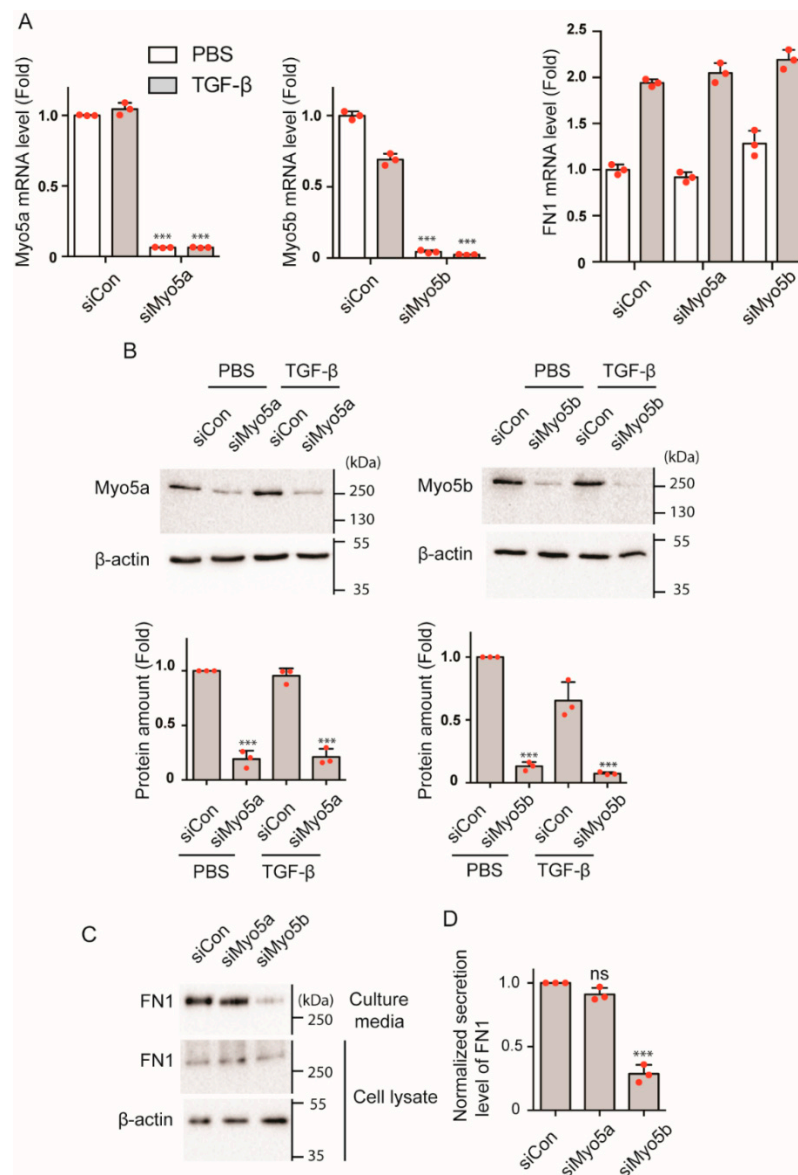 A
PBS
TGF-β
Myo5a mRNA level (Fold)
1.0
0.5
0
*** ***
siCon
siMyo5a
Myo5b mRNA level (Fold)
1.0
0.5
0
*** ***
siCon
siMyo5b
FN1 mRNA level (Fold)
2.5
2.0
1.5
1.0
0.5
0
siCon
siMyo5a
siMyo5b
B
PBS TGF-β
siCon siMyo5a siCon siMyo5a
(kDa)
Myo5a
250
130
β-actin
55
35
PBS TGF-β
siCon siMyo5b siCon siMyo5b
(kDa)
Myo5b
250
130
β-actin
55
35
Protein amount (Fold)
1.0
0.5
0
*** ***
siCon siMyo5a siCon siMyo5a
PBS TGF-β
Protein amount (Fold)
1.0
0.5
0
*** ***
siCon siMyo5b siCon siMyo5b
PBS TGF-β
C
siCon siMyo5a siMyo5b
FN1
(kDa)
250
Culture
media
FN1
250
β-actin
55
35
Cell lysate
D
Normalized secretion
level of FN1
1.0
0.5
0
ns
***
siCon
siMyo5a
siMyo5b